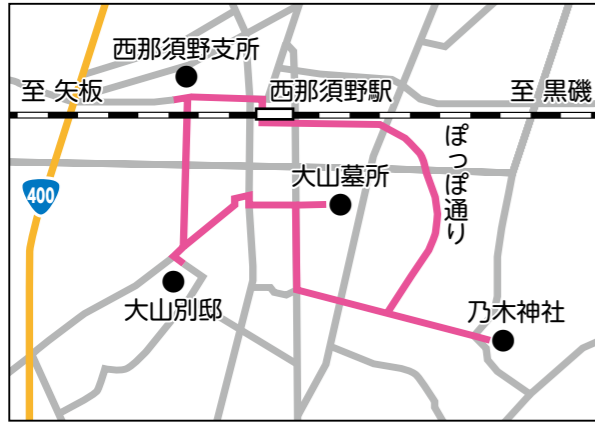 西那須野支所
至 矢板
西那須野駅
至 黒磯
ぽっぽ通り
400
大山墓所
大山別邸
乃木神社